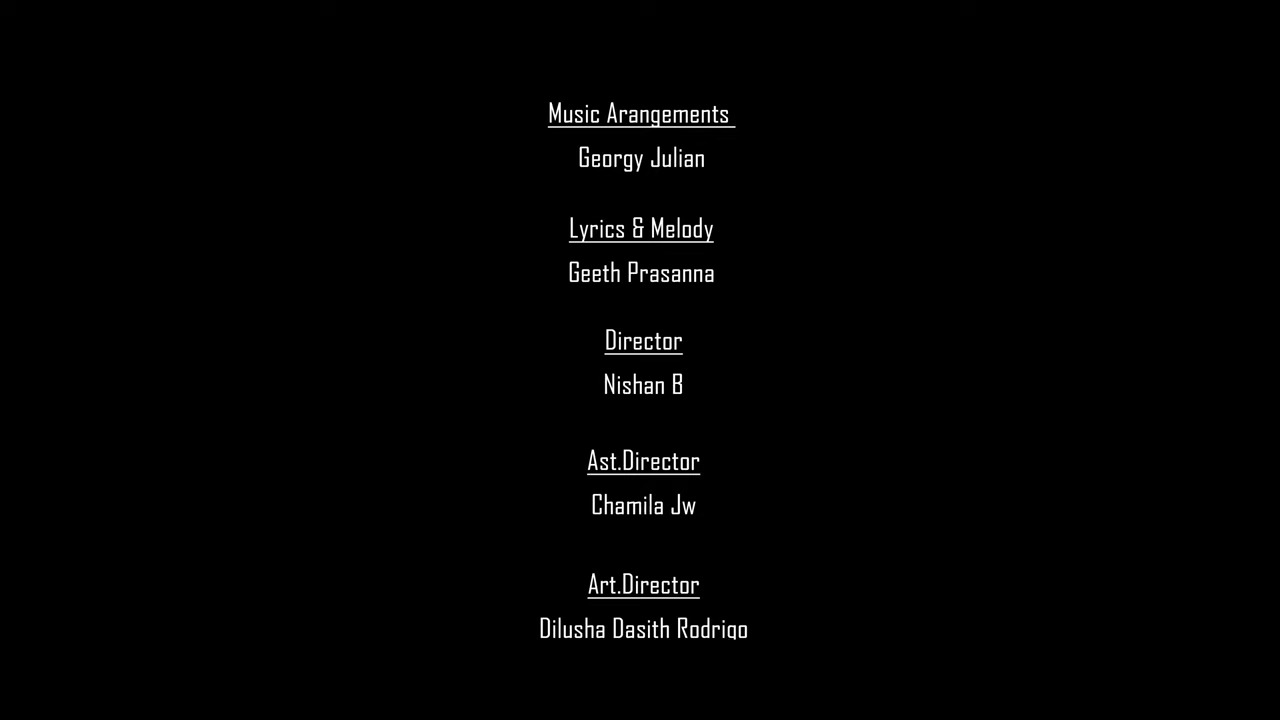 Music Arangements
Georgy Julian
Lyrics & Melody
Geeth Prasanna
Director
Nishan B
Ast.Director
Chamila Jw
Art.Director
Dilusha Dasith Rodrigo